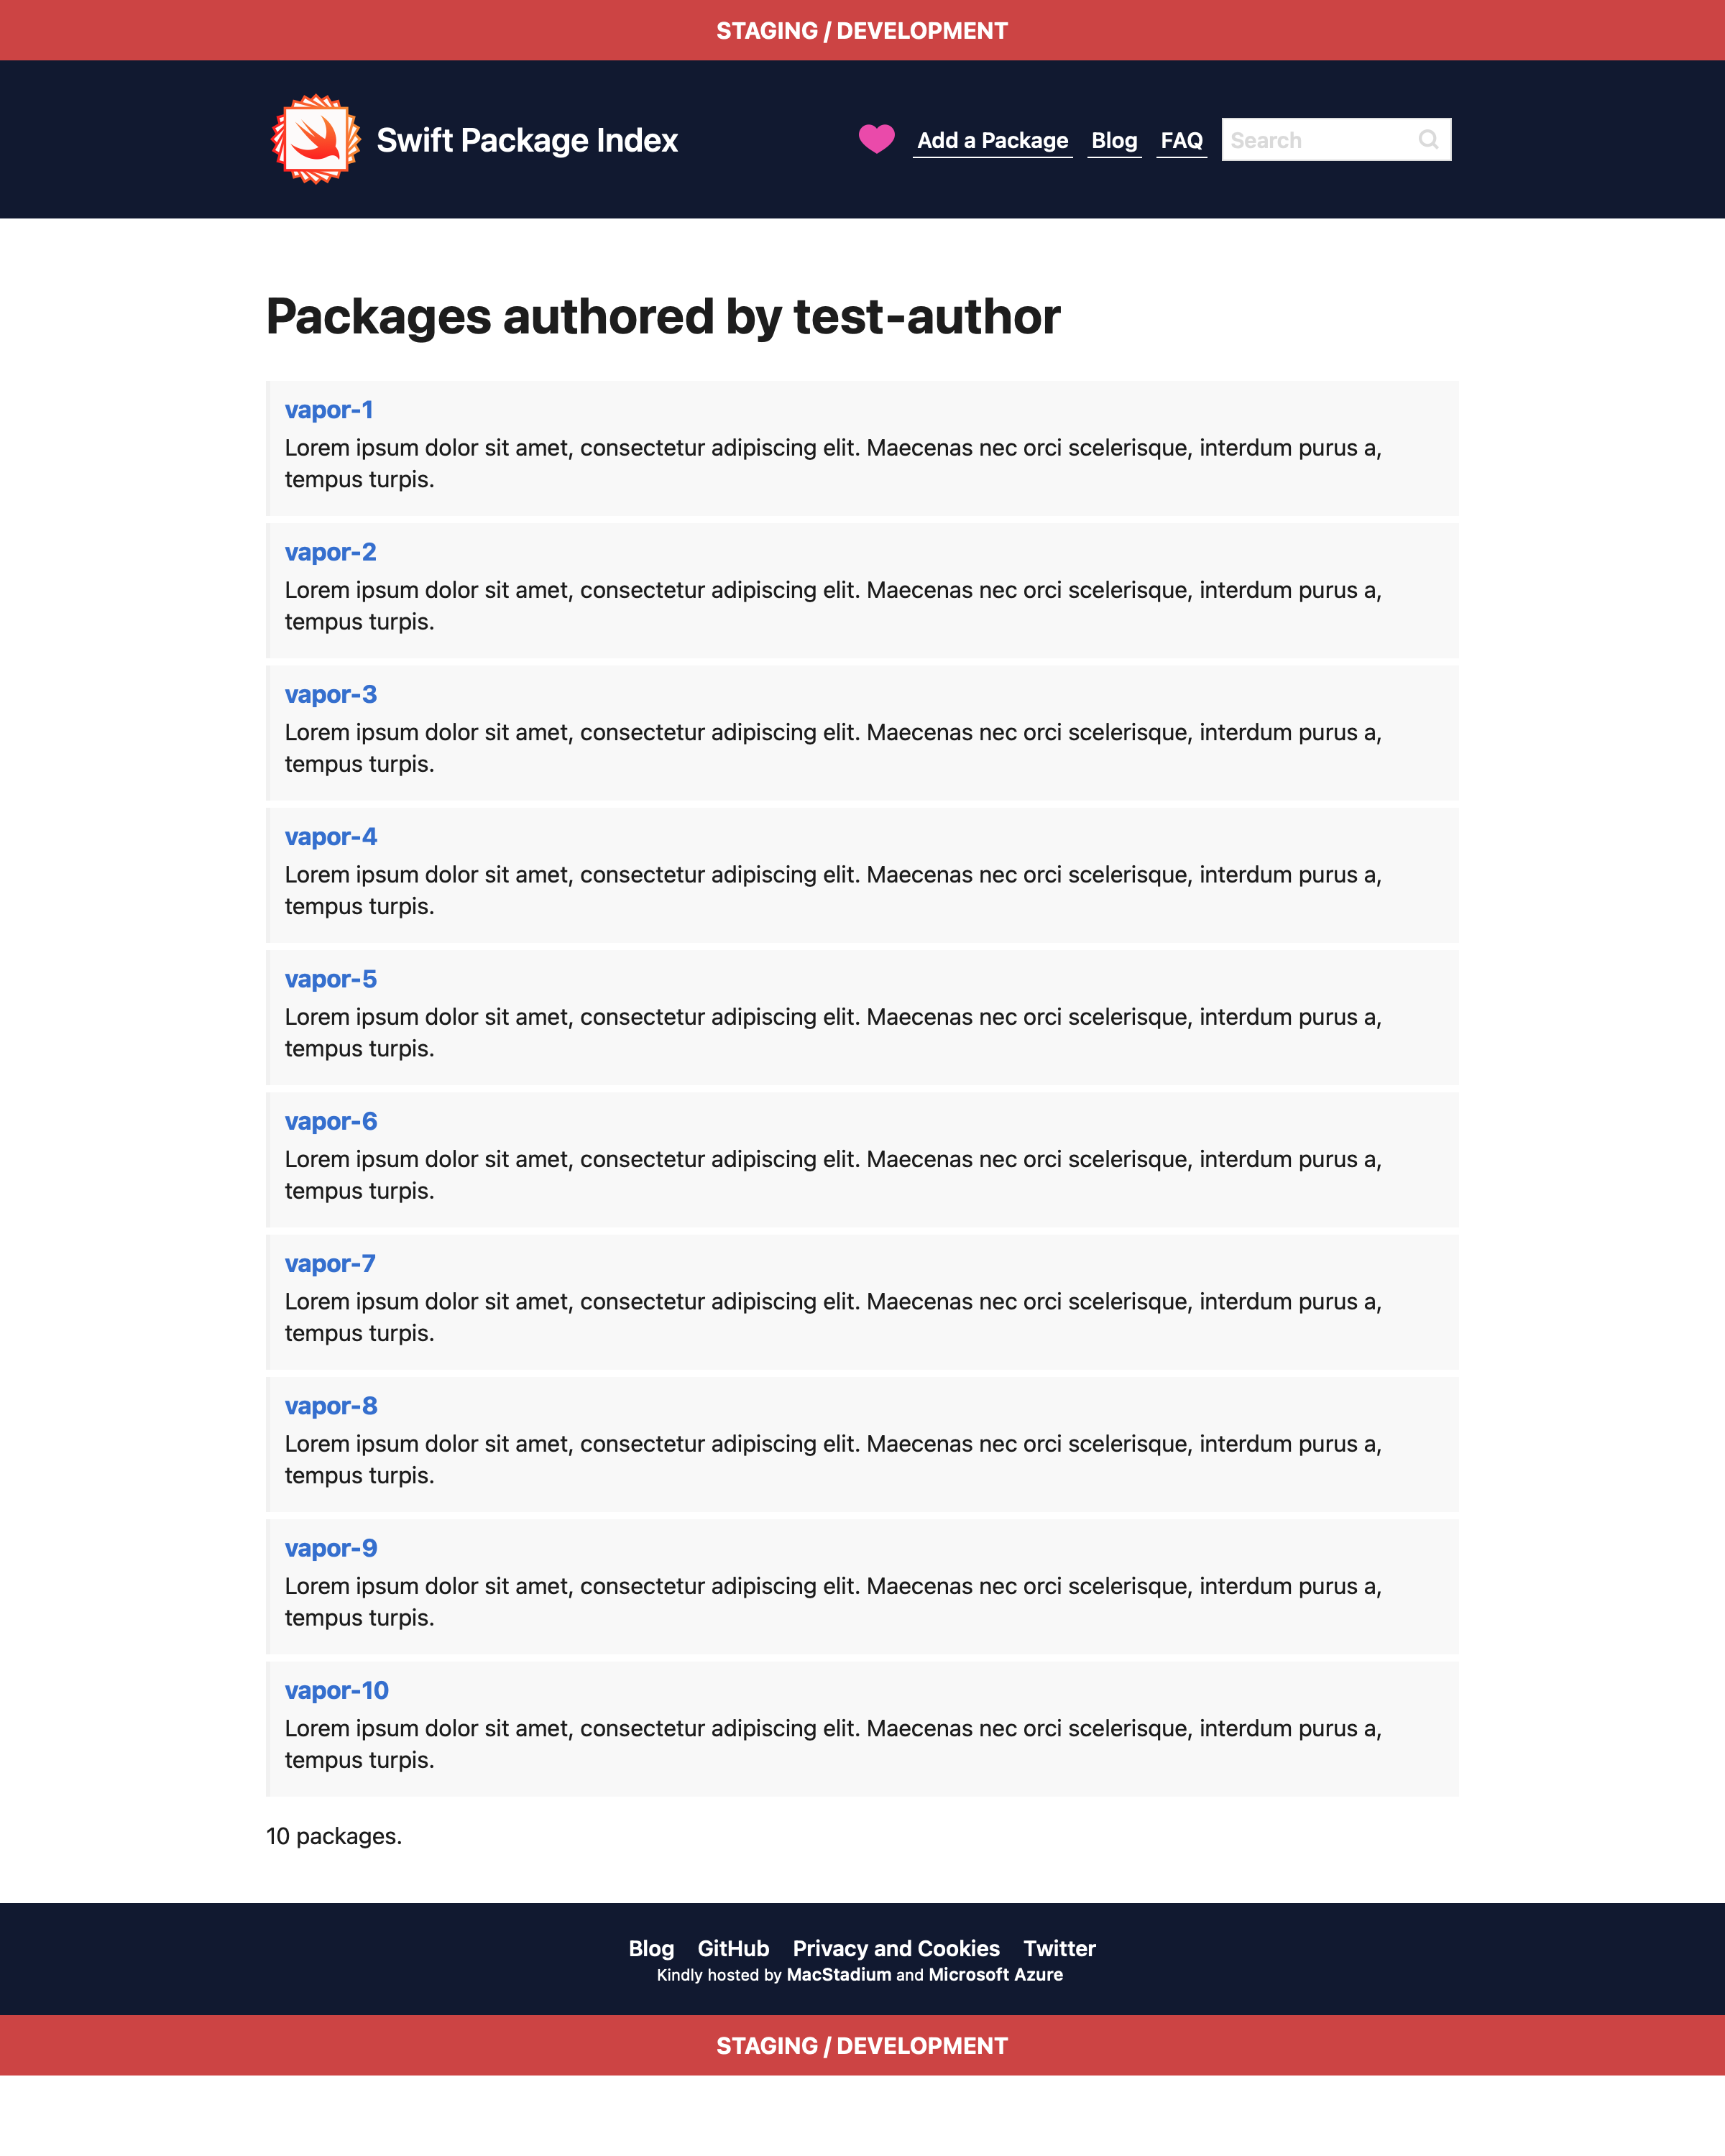 STAGING / DEVELOPMENT
Swift Package Index
Add a Package Blog FAQ Search
Packages authored by test-author
vapor-1
Lorem ipsum dolor sit amet, consectetur adipiscing elit. Maecenas nec orci scelerisque, interdum purus a,
tempus turpis.
vapor-2
Lorem ipsum dolor sit amet, consectetur adipiscing elit. Maecenas nec orci scelerisque, interdum purus a,
tempus turpis.
vapor-3
Lorem ipsum dolor sit amet, consectetur adipiscing elit. Maecenas nec orci scelerisque, interdum purus a,
tempus turpis.
vapor-4
Lorem ipsum dolor sit amet, consectetur adipiscing elit. Maecenas nec orci scelerisque, interdum purus a,
tempus turpis.
vapor-5
Lorem ipsum dolor sit amet, consectetur adipiscing elit. Maecenas nec orci scelerisque, interdum purus a,
tempus turpis.
vapor-6
Lorem ipsum dolor sit amet, consectetur adipiscing elit. Maecenas nec orci scelerisque, interdum purus a,
tempus turpis.
vapor-7
Lorem ipsum dolor sit amet, consectetur adipiscing elit. Maecenas nec orci scelerisque, interdum purus a,
tempus turpis.
vapor-8
Lorem ipsum dolor sit amet, consectetur adipiscing elit. Maecenas nec orci scelerisque, interdum purus a,
tempus turpis.
vapor-9
Lorem ipsum dolor sit amet, consectetur adipiscing elit. Maecenas nec orci scelerisque, interdum purus a,
tempus turpis.
vapor-10
Lorem ipsum dolor sit amet, consectetur adipiscing elit. Maecenas nec orci scelerisque, interdum purus a,
tempus turpis.
10 packages.
Blog GitHub Privacy and Cookies Twitter
Kindly hosted by MacStadium and Microsoft Azure
STAGING / DEVELOPMENT